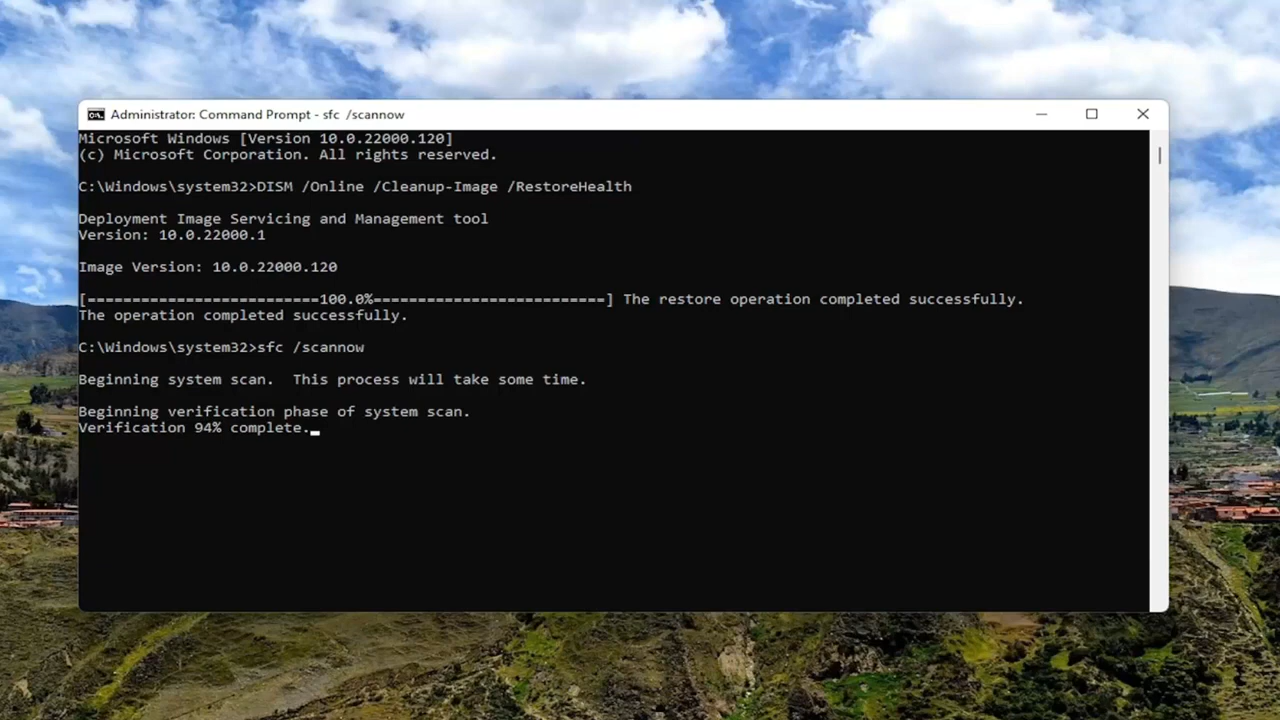 Administrator: Command Prompt - sfc  /scannow
Microsoft Windows [Version 10.0.22000.120]
(c) Microsoft Corporation. All rights reserved.
C:\Windows\system32>DISM /Online /Cleanup-Image /RestoreHealth
Deployment Image Servicing and Management tool
Version: 10.0.22000.1
Image Version: 10.0.22000.120
[==========================100.0%==========================] The restore operation completed successfully.
The operation completed successfully.
C:\Windows\system32>sfc /scannow
Beginning system scan.  This process will take some time.
Beginning verification phase of system scan.
Verification 94% complete.